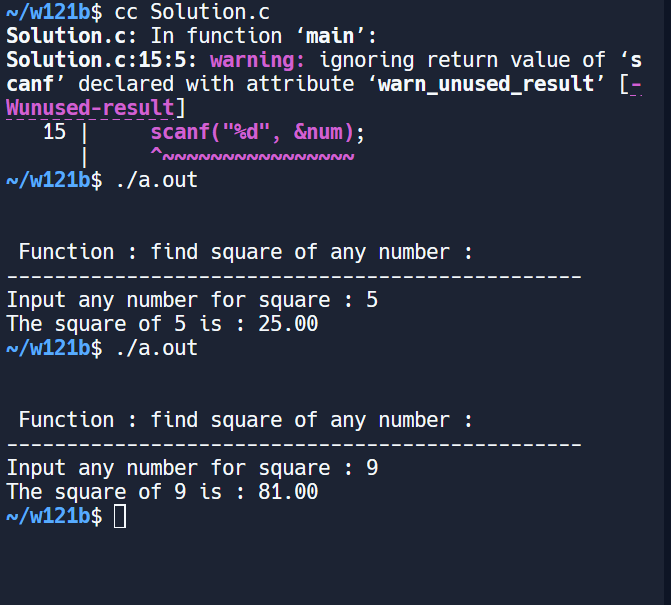 ~/w121b$ cc Solution.c
Solution.c: In function ‘main’:
Solution.c:15:5: warning: ignoring return value of ‘s
canf’ declared with attribute ‘warn_unused_result’ [-
Wunused-result]
   15 |     scanf("%d", &num);
      |     ^~~~~~~~~~~~~~~~~
~/w121b$ ./a.out
 Function : find square of any number :
------------------------------------------------
Input any number for square : 5
The square of 5 is : 25.00
~/w121b$ ./a.out
 Function : find square of any number :
------------------------------------------------
Input any number for square : 9
The square of 9 is : 81.00
~/w121b$